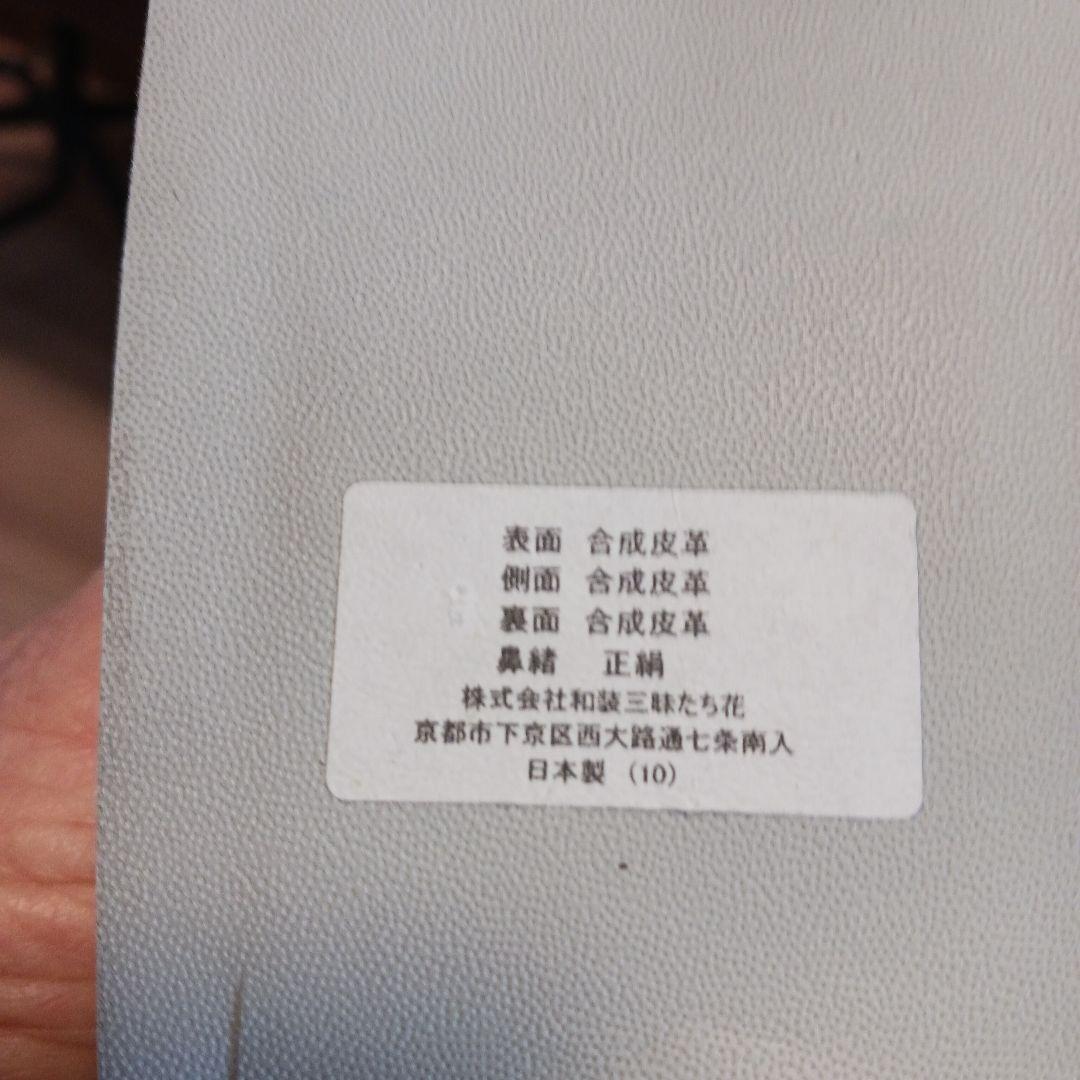 表面 合成皮革
側面 合成皮革
裏面 合成皮革
鼻緒 正絹
株式会社和装三昧たち花
京都市下京区西大路通七条南入
日本製 (10)